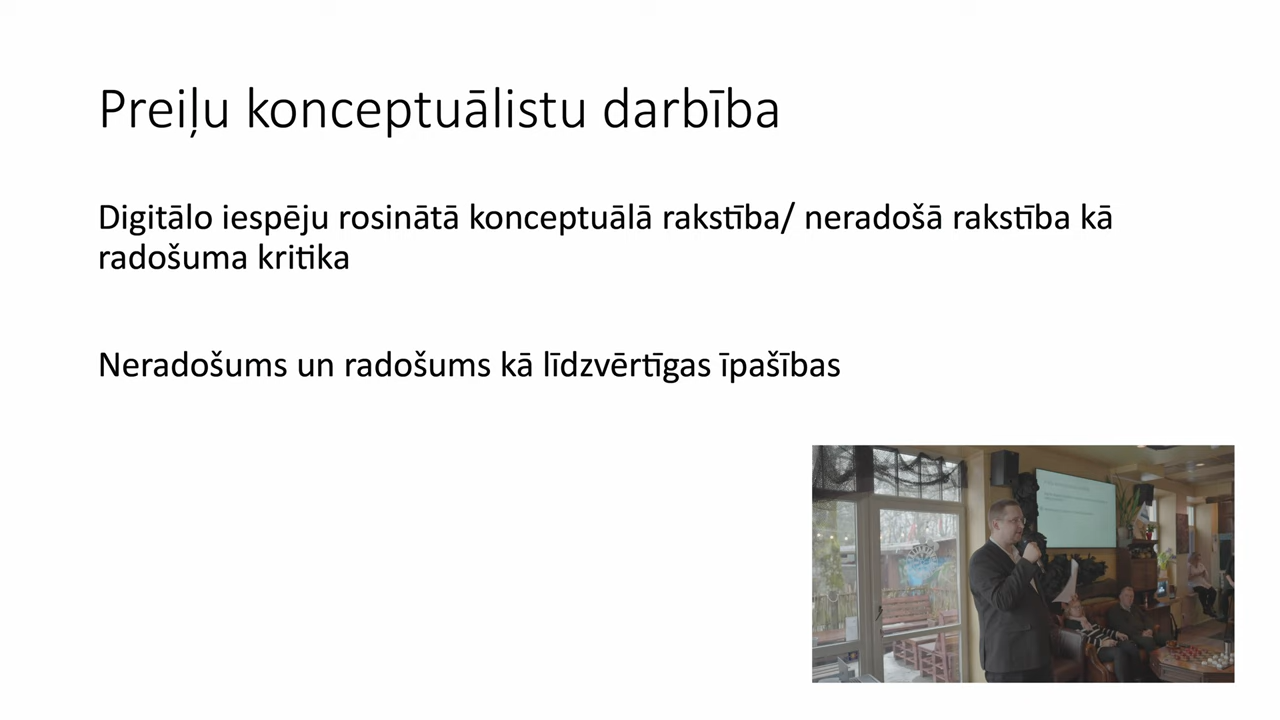 Preiļu konceptuālistu darbība
Digitālo iespēju rosinātā konceptuālā rakstība/ neradošā rakstība kā
radošuma kritika
Neradošums un radošums kā līdzvērtīgas īpašības